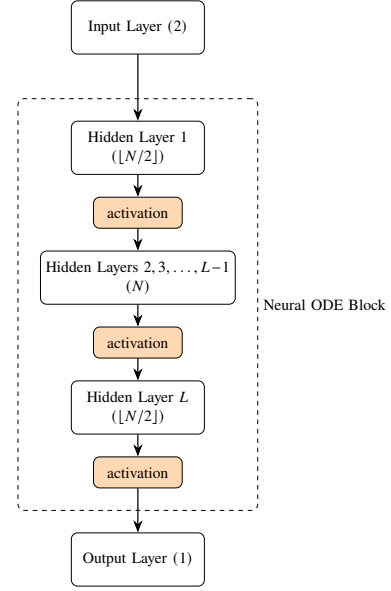 Input Layer (2)
Hidden Layer 1
(⌊N/2⌋)
activation
Hidden Layers 2, 3, . . . , L−1
(N)
activation
Neural ODE Block
Hidden Layer L
(⌊N/2⌋)
activation
Output Layer (1)